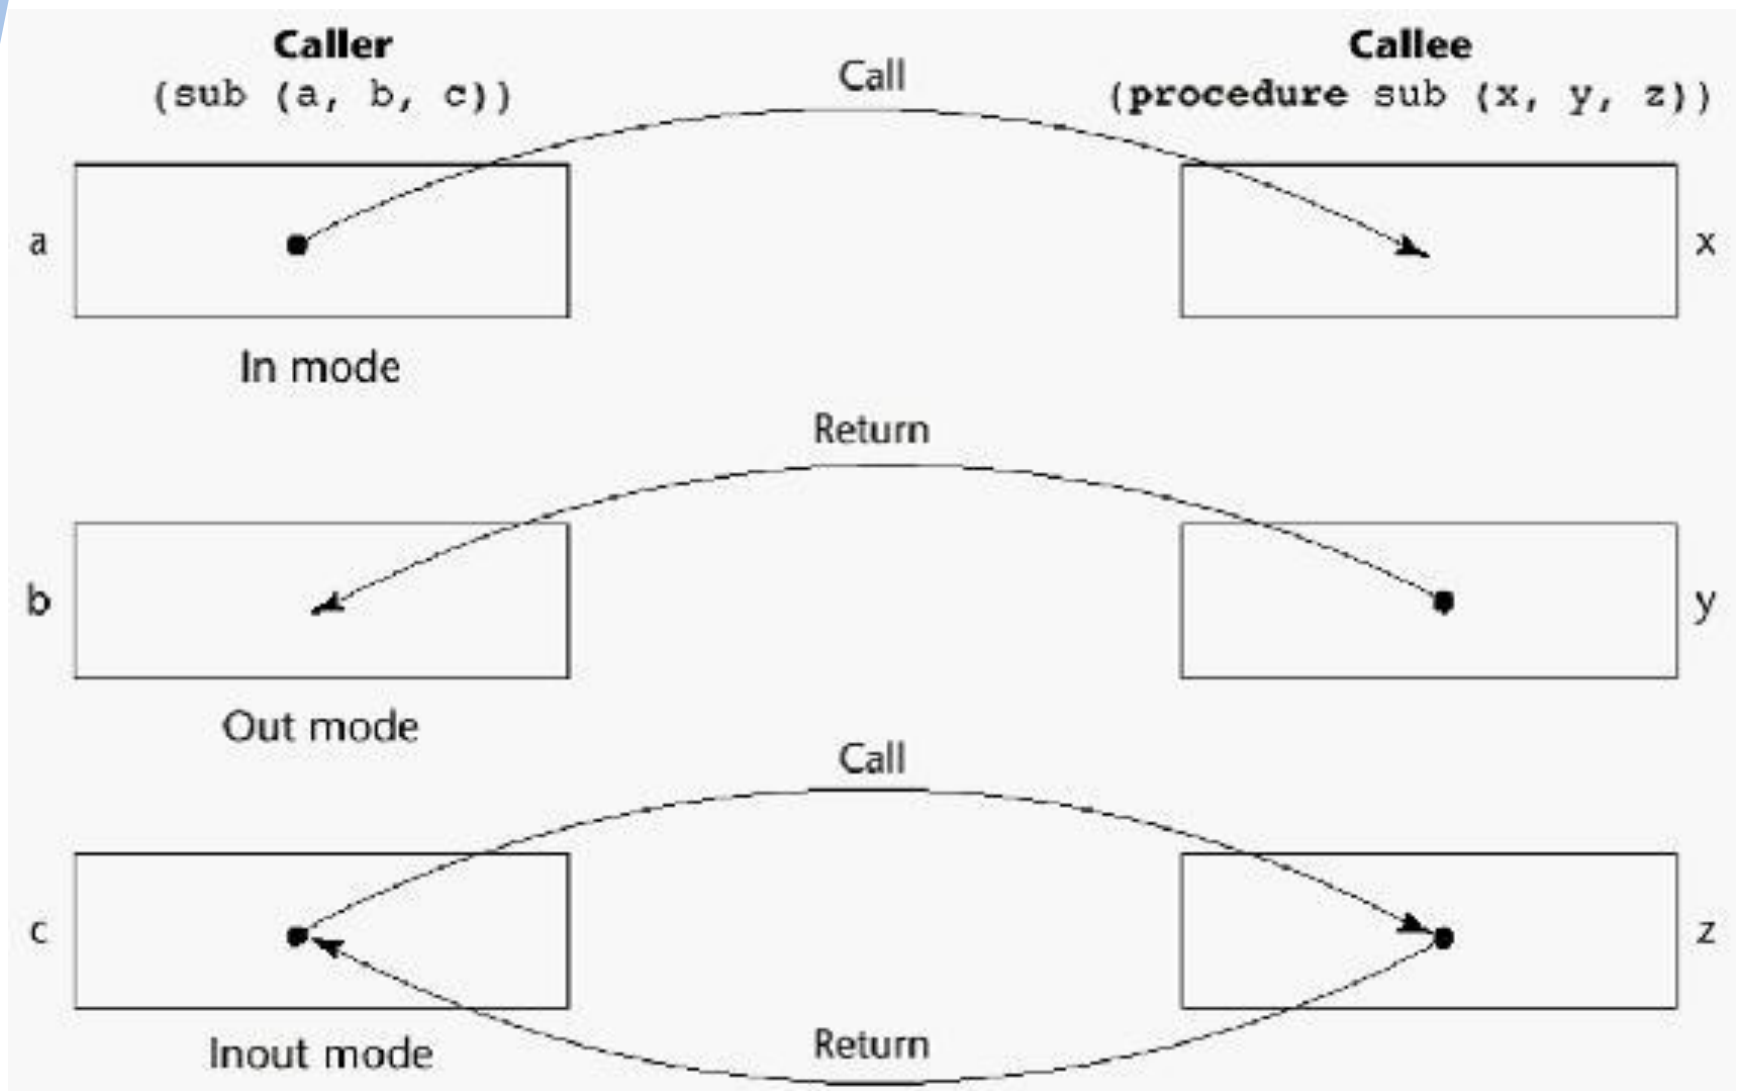 Caller
(sub (a, b, c))
Call
Callee
(procedure sub (x, y, z))
a
x
In mode
Return
b
y
Out mode
Call
c
z
Inout mode
Return